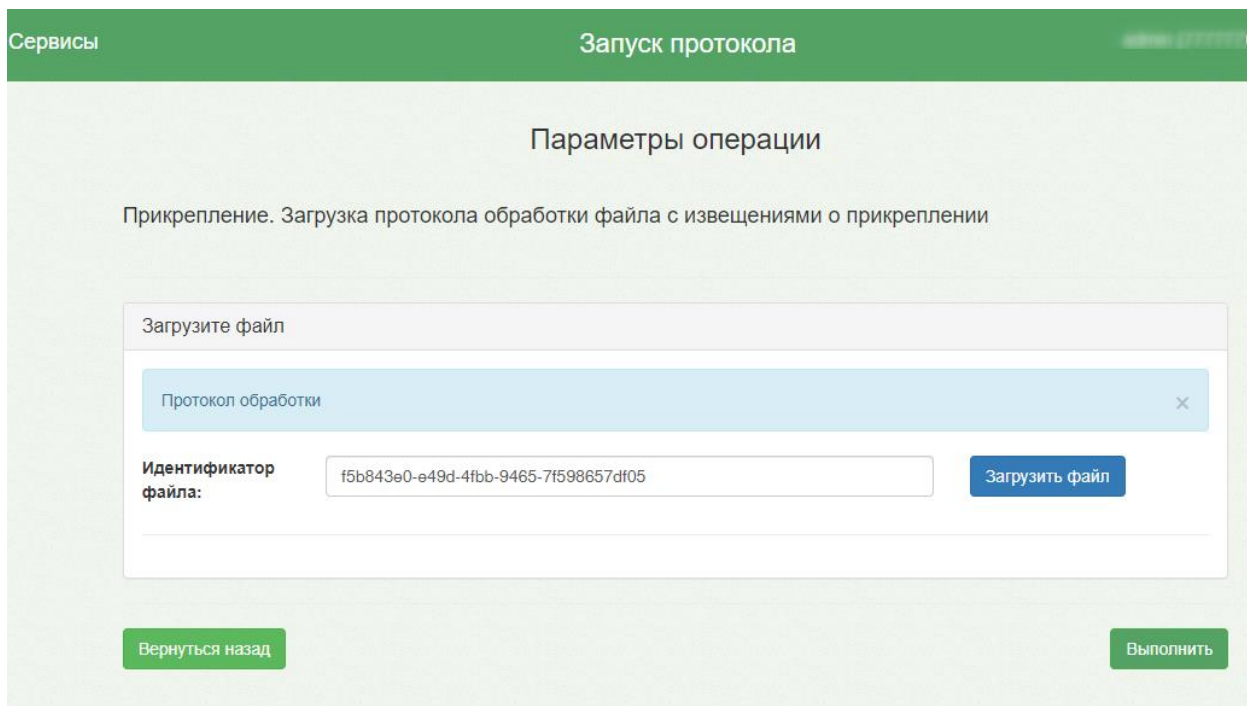 Сервисы
Запуск протокола
Параметры операции
Прикрепление. Загрузка протокола обработки файла с извещениями о прикреплении
Загрузите файл
Протокол обработки
×
Идентификатор
файла:
f5b843e0-e49d-4fbb-9465-7f598657df05
Загрузить файл
Вернуться назад
Выполнить